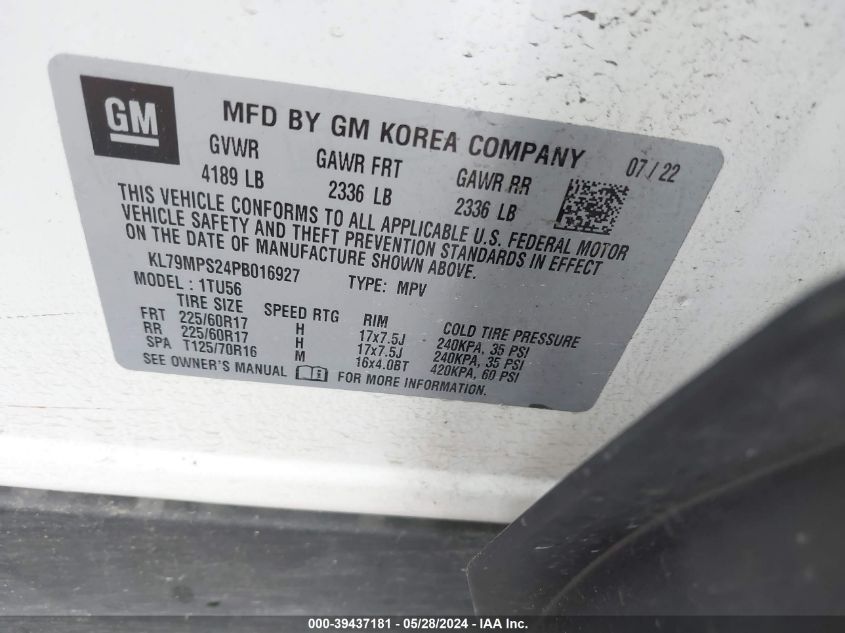 GM
MFD BY GM KOREA COMPANY 07/22
GVWR GAWR FRT GAWR RR
4189 LB 2336 LB 2336 LB
THIS VEHICLE CONFORMS TO ALL APPLICABLE U.S. FEDERAL MOTOR
VEHICLE SAFETY AND THEFT PREVENTION STANDARDS IN EFFECT
ON THE DATE OF MANUFACTURE SHOWN ABOVE.
KL79MPS24PB016927 TYPE: MPV
MODEL: 1TU56
TIRE SIZE SPEED RTG RIM COLD TIRE PRESSURE
FRT 225/60R17 H 17x7.5J 240KPA, 35 PSI
RR 225/60R17 H 17x7.5J 240KPA, 35 PSI
SPA T125/70R16 M 16x4.0BT 420KPA, 60 PSI
SEE OWNER'S MANUAL FOR MORE INFORMATION.
000-39437181 - 05/28/2024 - IAA Inc.